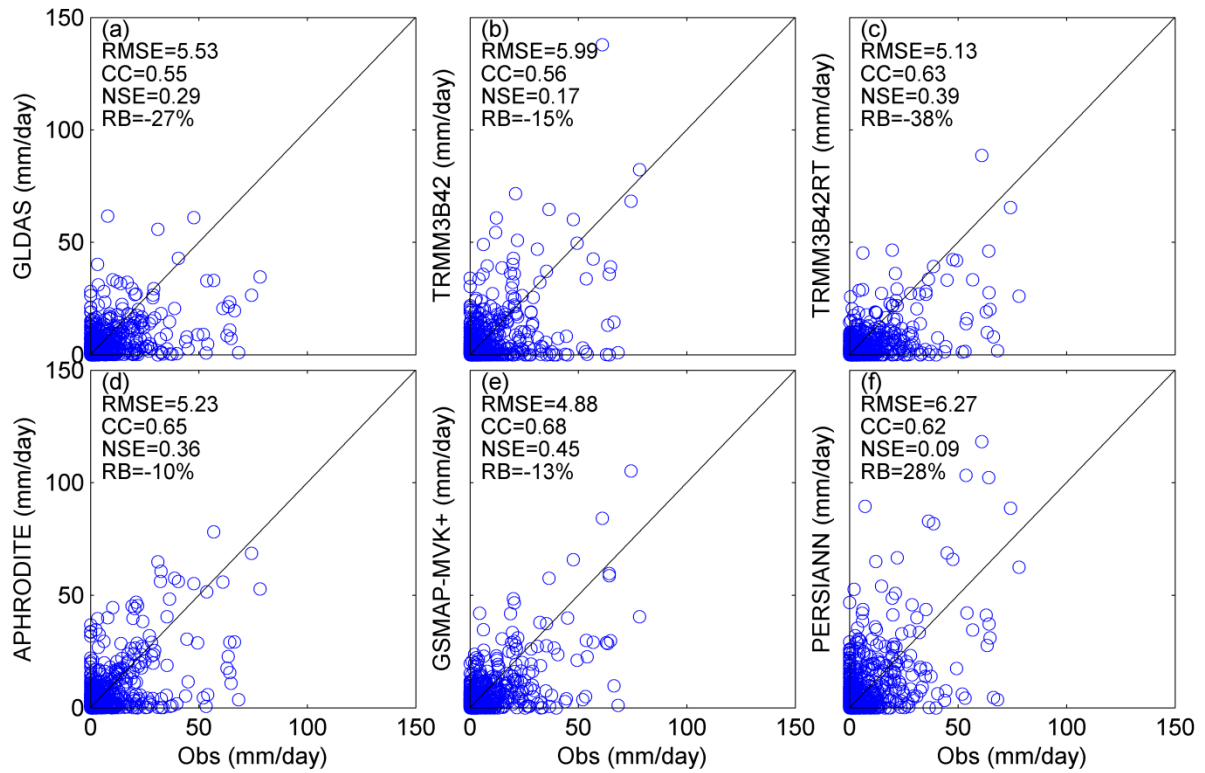 (a)
RMSE=5.53
CC=0.55
NSE=0.29
RB=-27%
150
100
50
0
GLDAS (mm/day)
(b)
RMSE=5.99
CC=0.56
NSE=0.17
RB=-15%
TRMM3B42 (mm/day)
(c)
RMSE=5.13
CC=0.63
NSE=0.39
RB=-38%
TRMM3B42RT (mm/day)
(d)
RMSE=5.23
CC=0.65
NSE=0.36
RB=-10%
150
100
50
0
APHRODITE (mm/day)
0 50 100 150
Obs (mm/day)
(e)
RMSE=4.88
CC=0.68
NSE=0.45
RB=-13%
GSMAP-MVK+ (mm/day)
0 50 100 150
Obs (mm/day)
(f)
RMSE=6.27
CC=0.62
NSE=0.09
RB=28%
PERSIANN (mm/day)
0 50 100 150
Obs (mm/day)